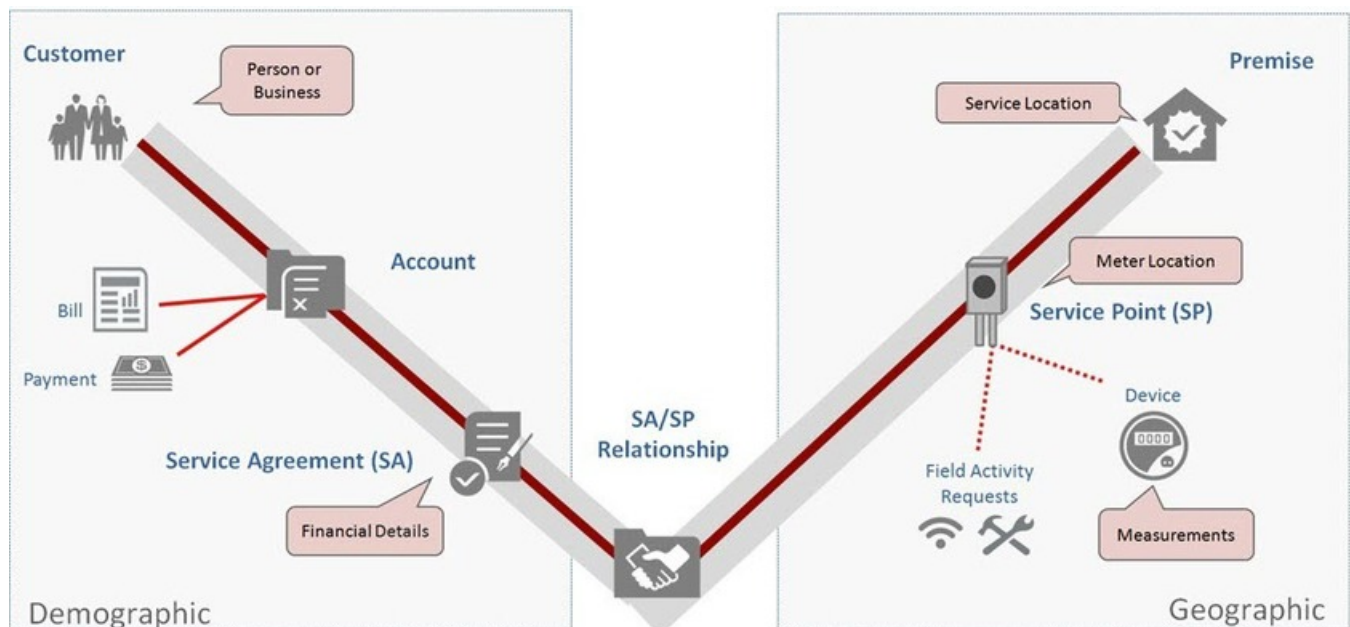 Customer
Person or
Business
Account
Bill
Payment
Service Agreement (SA)
Financial Details
Demographic
SA/SP
Relationship
Premise
Service Location
Meter Location
Service Point (SP)
Device
0000
Field Activity
Requests
Measurements
Geographic